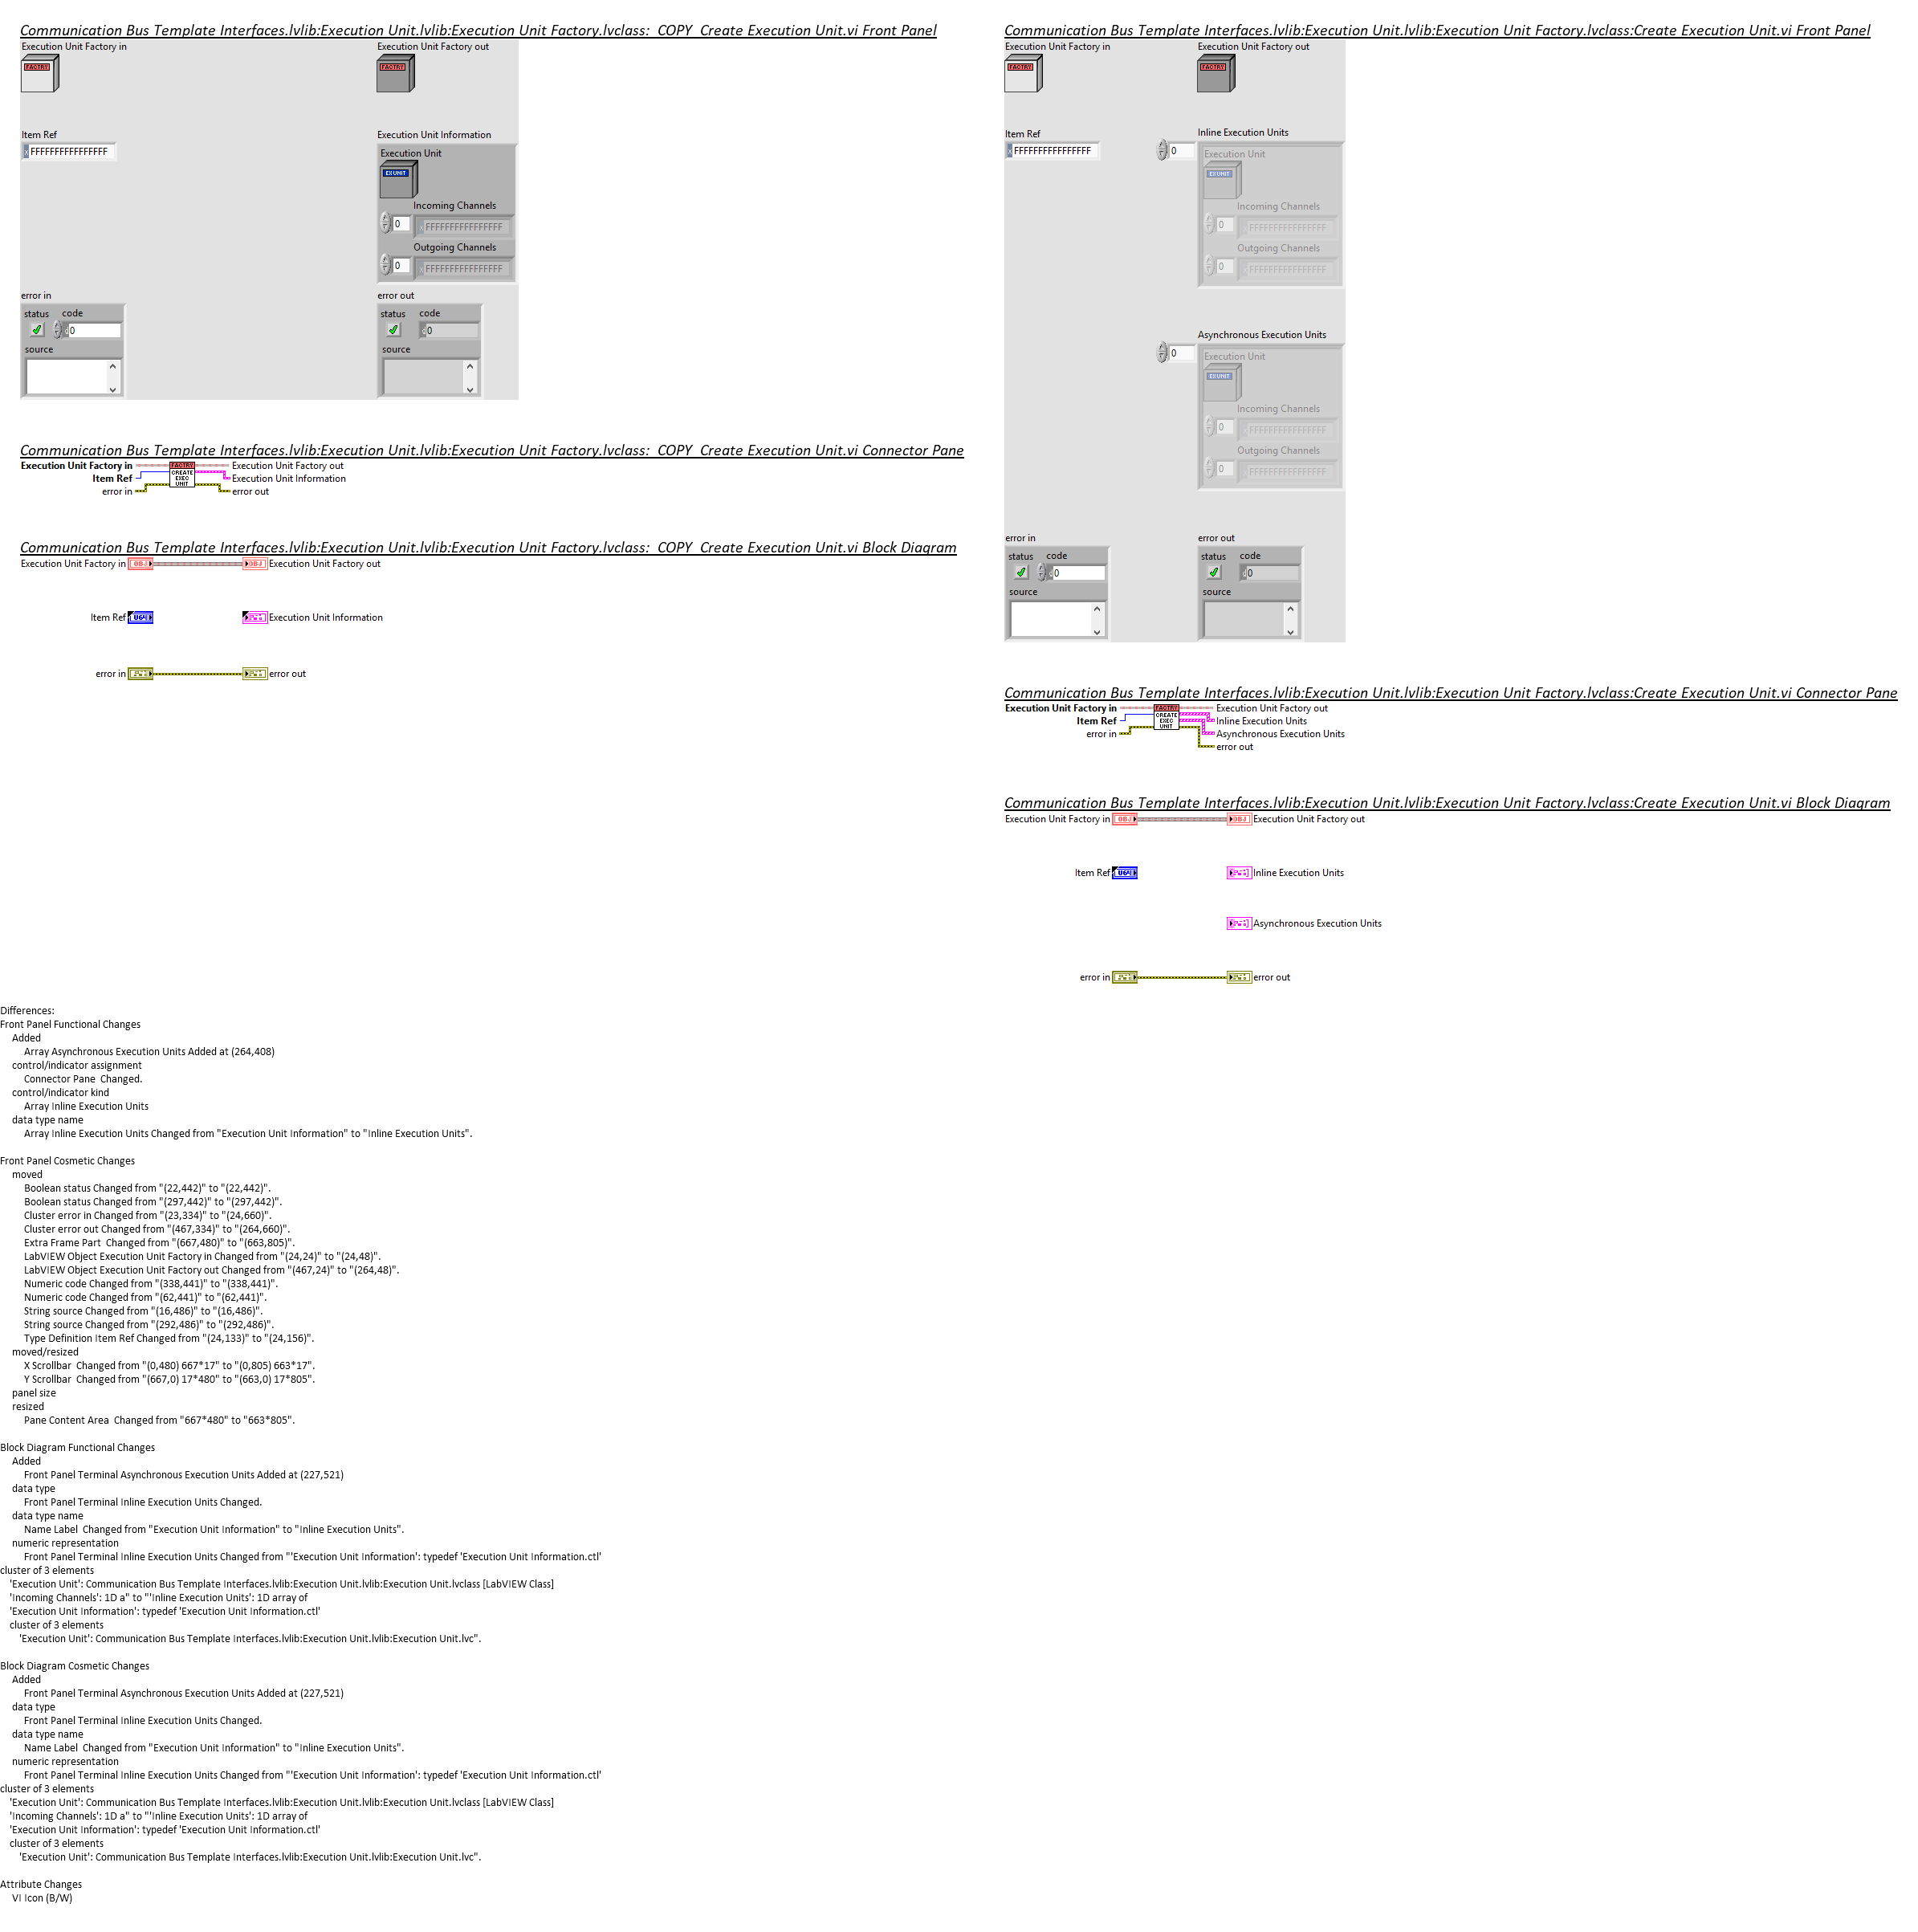 Communication Bus Template Interfaces.lvlib:Execution Unit.lvlib:Execution Unit Factory.lvclass:_COPY_Create Execution Unit.vi Front Panel
Execution Unit Factory in
Execution Unit Factory out
FACTRY
FACTRY
Item Ref
x FFFFFFFFFFFFFFFF
Execution Unit Information
Execution Unit
EX UNIT
Incoming Channels
0
FFFFFFFFFFFFFFFF
Outgoing Channels
0
FFFFFFFFFFFFFFFF
error in
status code
d0
source
error out
status code
d0
source
Communication Bus Template Interfaces.lvlib:Execution Unit.lvlib:Execution Unit Factory.lvclass:_COPY_Create Execution Unit.vi Connector Pane
Execution Unit Factory in
Item Ref
error in
FACTRY
CREATE
EXEC
UNIT
Execution Unit Factory out
Execution Unit Information
error out
Communication Bus Template Interfaces.lvlib:Execution Unit.lvlib:Execution Unit Factory.lvclass:_COPY_Create Execution Unit.vi Block Diagram
Execution Unit Factory in OBJ OBJ Execution Unit Factory out
Item Ref U64 Execution Unit Information
error in error out
Communication Bus Template Interfaces.lvlib:Execution Unit.lvlib:Execution Unit Factory.lvclass:Create Execution Unit.vi Front Panel
Execution Unit Factory in
Execution Unit Factory out
FACTRY
FACTRY
Item Ref
x FFFFFFFFFFFFFFFF
Inline Execution Units
0
Execution Unit
EX UNIT
Incoming Channels
0
FFFFFFFFFFFFFFFF
Outgoing Channels
0
FFFFFFFFFFFFFFFF
Asynchronous Execution Units
0
Execution Unit
EX UNIT
Incoming Channels
0
FFFFFFFFFFFFFFFF
Outgoing Channels
0
FFFFFFFFFFFFFFFF
error in
status code
d0
source
error out
status code
d0
source
Communication Bus Template Interfaces.lvlib:Execution Unit.lvlib:Execution Unit Factory.lvclass:Create Execution Unit.vi Connector Pane
Execution Unit Factory in
Item Ref
error in
FACTRY
CREATE
EXEC
UNIT
Execution Unit Factory out
Inline Execution Units
Asynchronous Execution Units
error out
Communication Bus Template Interfaces.lvlib:Execution Unit.lvlib:Execution Unit Factory.lvclass:Create Execution Unit.vi Block Diagram
Execution Unit Factory in OBJ OBJ Execution Unit Factory out
Item Ref U64 Inline Execution Units
Asynchronous Execution Units
error in error out
Differences:
Front Panel Functional Changes
Added
Array Asynchronous Execution Units Added at (264,408)
control/indicator assignment
Connector Pane  Changed.
control/indicator kind
Array Inline Execution Units
data type name
Array Inline Execution Units Changed from "Execution Unit Information" to "Inline Execution Units".
Front Panel Cosmetic Changes
moved
Boolean status Changed from "(22,442)" to "(22,442)".
Boolean status Changed from "(297,442)" to "(297,442)".
Cluster error in Changed from "(23,334)" to "(24,660)".
Cluster error out Changed from "(467,334)" to "(264,660)".
Extra Frame Part  Changed from "(667,480)" to "(663,805)".
LabVIEW Object Execution Unit Factory in Changed from "(24,24)" to "(24,48)".
LabVIEW Object Execution Unit Factory out Changed from "(467,24)" to "(264,48)".
Numeric code Changed from "(338,441)" to "(338,441)".
Numeric code Changed from "(62,441)" to "(62,441)".
String source Changed from "(16,486)" to "(16,486)".
String source Changed from "(292,486)" to "(292,486)".
Type Definition Item Ref Changed from "(24,133)" to "(24,156)".
moved/resized
X Scrollbar  Changed from "(0,480) 667*17" to "(0,805) 663*17".
Y Scrollbar  Changed from "(667,0) 17*480" to "(663,0) 17*805".
panel size
resized
Pane Content Area  Changed from "667*480" to "663*805".
Block Diagram Functional Changes
Added
Front Panel Terminal Asynchronous Execution Units Added at (227,521)
data type
Front Panel Terminal Inline Execution Units Changed.
data type name
Name Label  Changed from "Execution Unit Information" to "Inline Execution Units".
numeric representation
Front Panel Terminal Inline Execution Units Changed from "'Execution Unit Information': typedef 'Execution Unit Information.ctl'
cluster of 3 elements
'Execution Unit': Communication Bus Template Interfaces.lvlib:Execution Unit.lvlib:Execution Unit.lvclass [LabVIEW Class]
'Incoming Channels': 1D a" to "'Inline Execution Units': 1D array of
'Execution Unit Information': typedef 'Execution Unit Information.ctl'
cluster of 3 elements
'Execution Unit': Communication Bus Template Interfaces.lvlib:Execution Unit.lvlib:Execution Unit.lvc".
Block Diagram Cosmetic Changes
Added
Front Panel Terminal Asynchronous Execution Units Added at (227,521)
data type
Front Panel Terminal Inline Execution Units Changed.
data type name
Name Label  Changed from "Execution Unit Information" to "Inline Execution Units".
numeric representation
Front Panel Terminal Inline Execution Units Changed from "'Execution Unit Information': typedef 'Execution Unit Information.ctl'
cluster of 3 elements
'Execution Unit': Communication Bus Template Interfaces.lvlib:Execution Unit.lvlib:Execution Unit.lvclass [LabVIEW Class]
'Incoming Channels': 1D a" to "'Inline Execution Units': 1D array of
'Execution Unit Information': typedef 'Execution Unit Information.ctl'
cluster of 3 elements
'Execution Unit': Communication Bus Template Interfaces.lvlib:Execution Unit.lvlib:Execution Unit.lvc".
Attribute Changes
VI Icon (B/W)